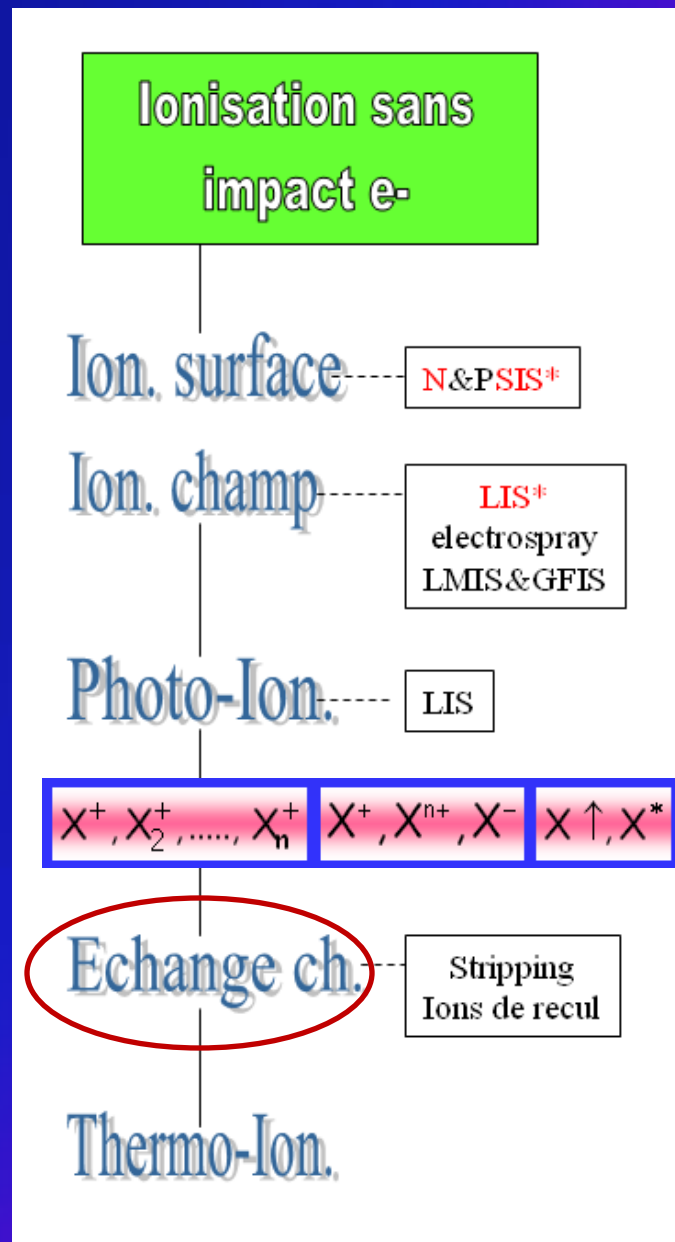 Ionisation sans
impact e-
Ion. surface
N&PSIS*
Ion. champ
LIS*
electrospray
LMIS&GFIS
Photo-Ion.
LIS
X⁺, X₂⁺,....., Xₙ⁺ X⁺, Xⁿ⁺, X⁻ X↑, X*
Echange ch.
Stripping
Ions de recul
Thermo-Ion.